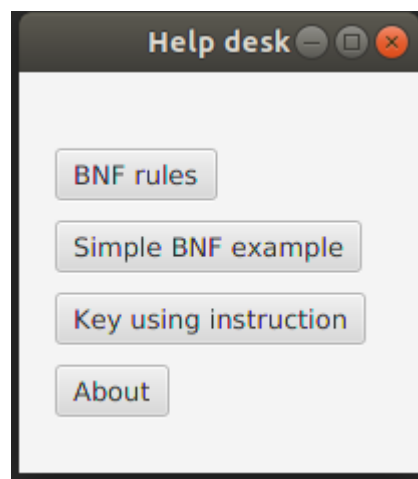 Help desk
BNF rules
Simple BNF example
Key using instruction
About